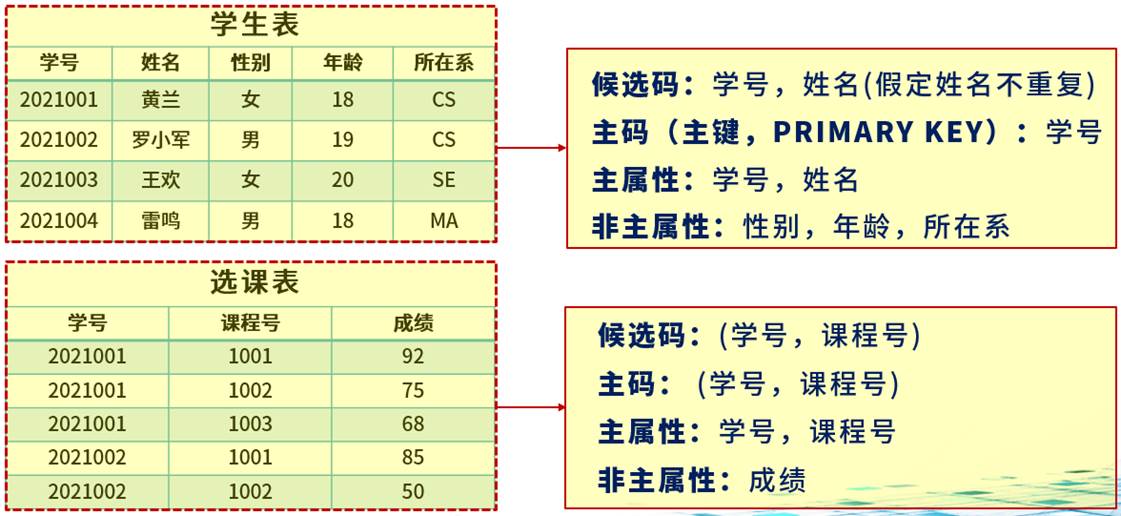 学生表
学号 姓名 性别 年龄 所在系
2021001 黄兰 女 18 CS
2021002 罗小军 男 19 CS
2021003 王欢 女 20 SE
2021004 雷鸣 男 18 MA
候选码：学号，姓名(假定姓名不重复)
主码（主键，PRIMARY KEY）：学号
主属性：学号，姓名
非主属性：性别，年龄，所在系
选课表
学号 课程号 成绩
2021001 1001 92
2021001 1002 75
2021001 1003 68
2021002 1001 85
2021002 1002 50
候选码：(学号，课程号)
主码： (学号，课程号)
主属性：学号，课程号
非主属性：成绩